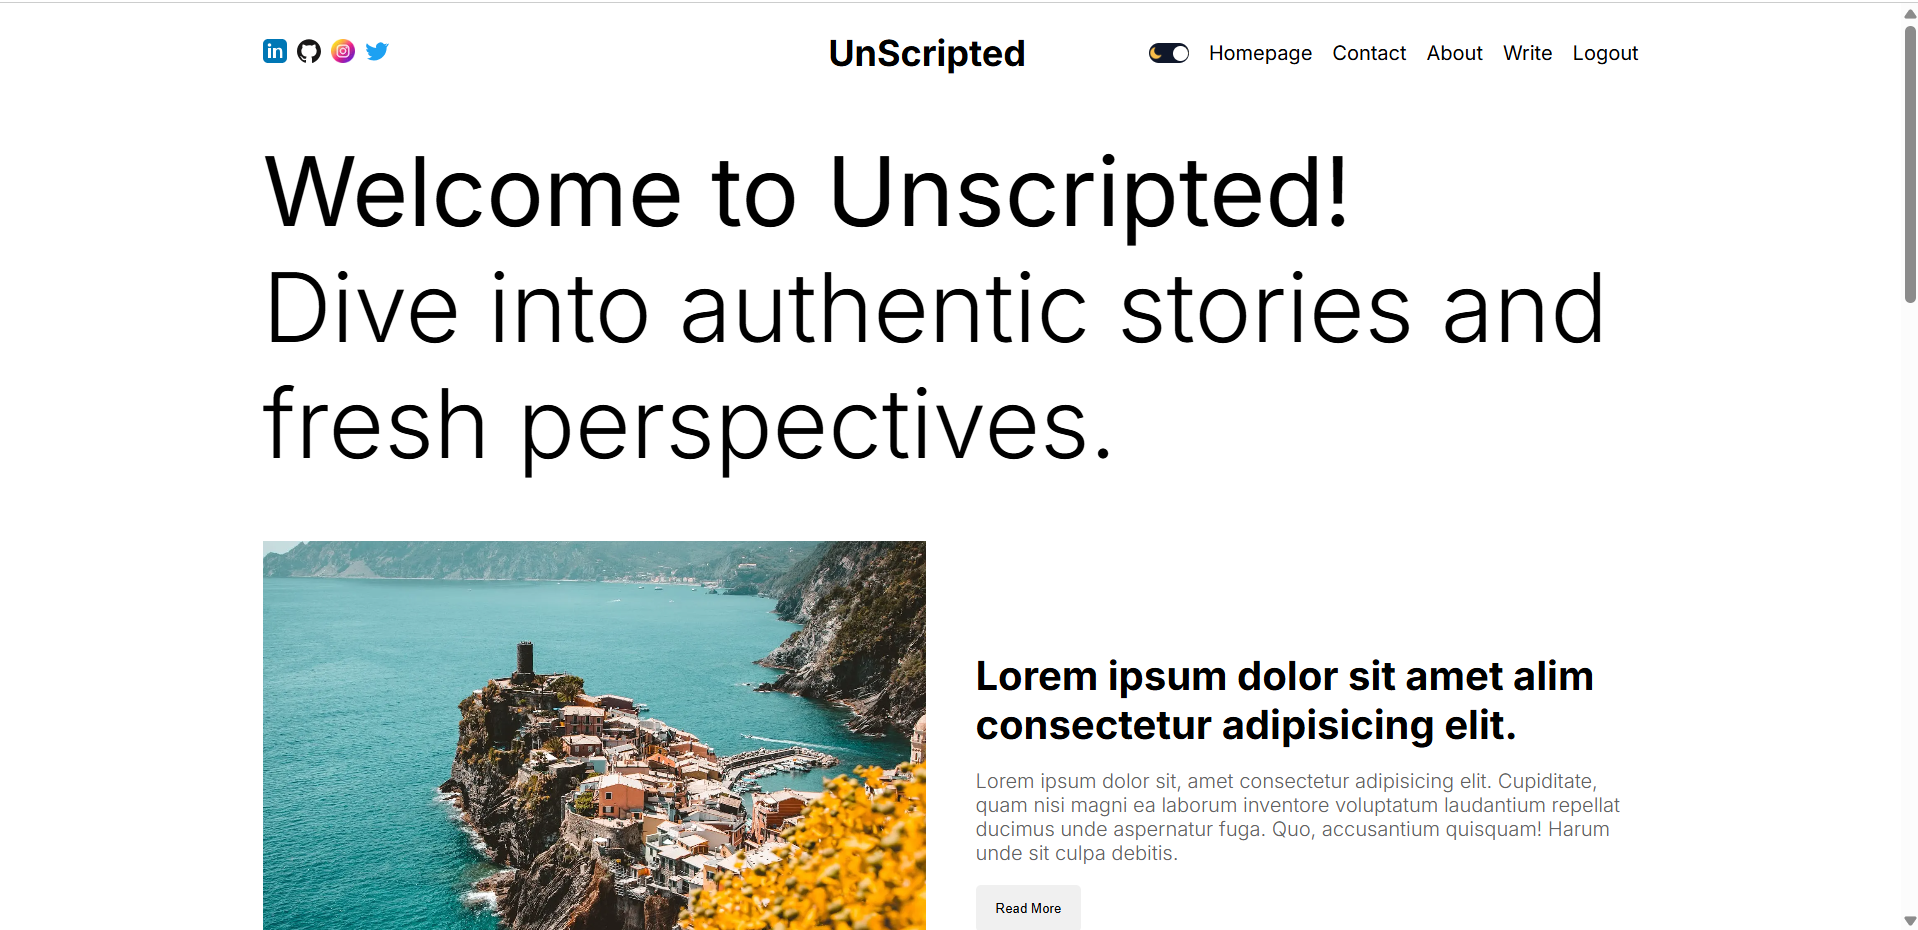 in
UnScripted
Homepage Contact About Write Logout
Welcome to Unscripted!
Dive into authentic stories and
fresh perspectives.
Lorem ipsum dolor sit amet alim
consectetur adipisicing elit.
Lorem ipsum dolor sit, amet consectetur adipisicing elit. Cupiditate,
quam nisi magni ea laborum inventore voluptatum laudantium repellat
ducimus unde aspernatur fuga. Quo, accusantium quisquam! Harum
unde sit culpa debitis.
Read More